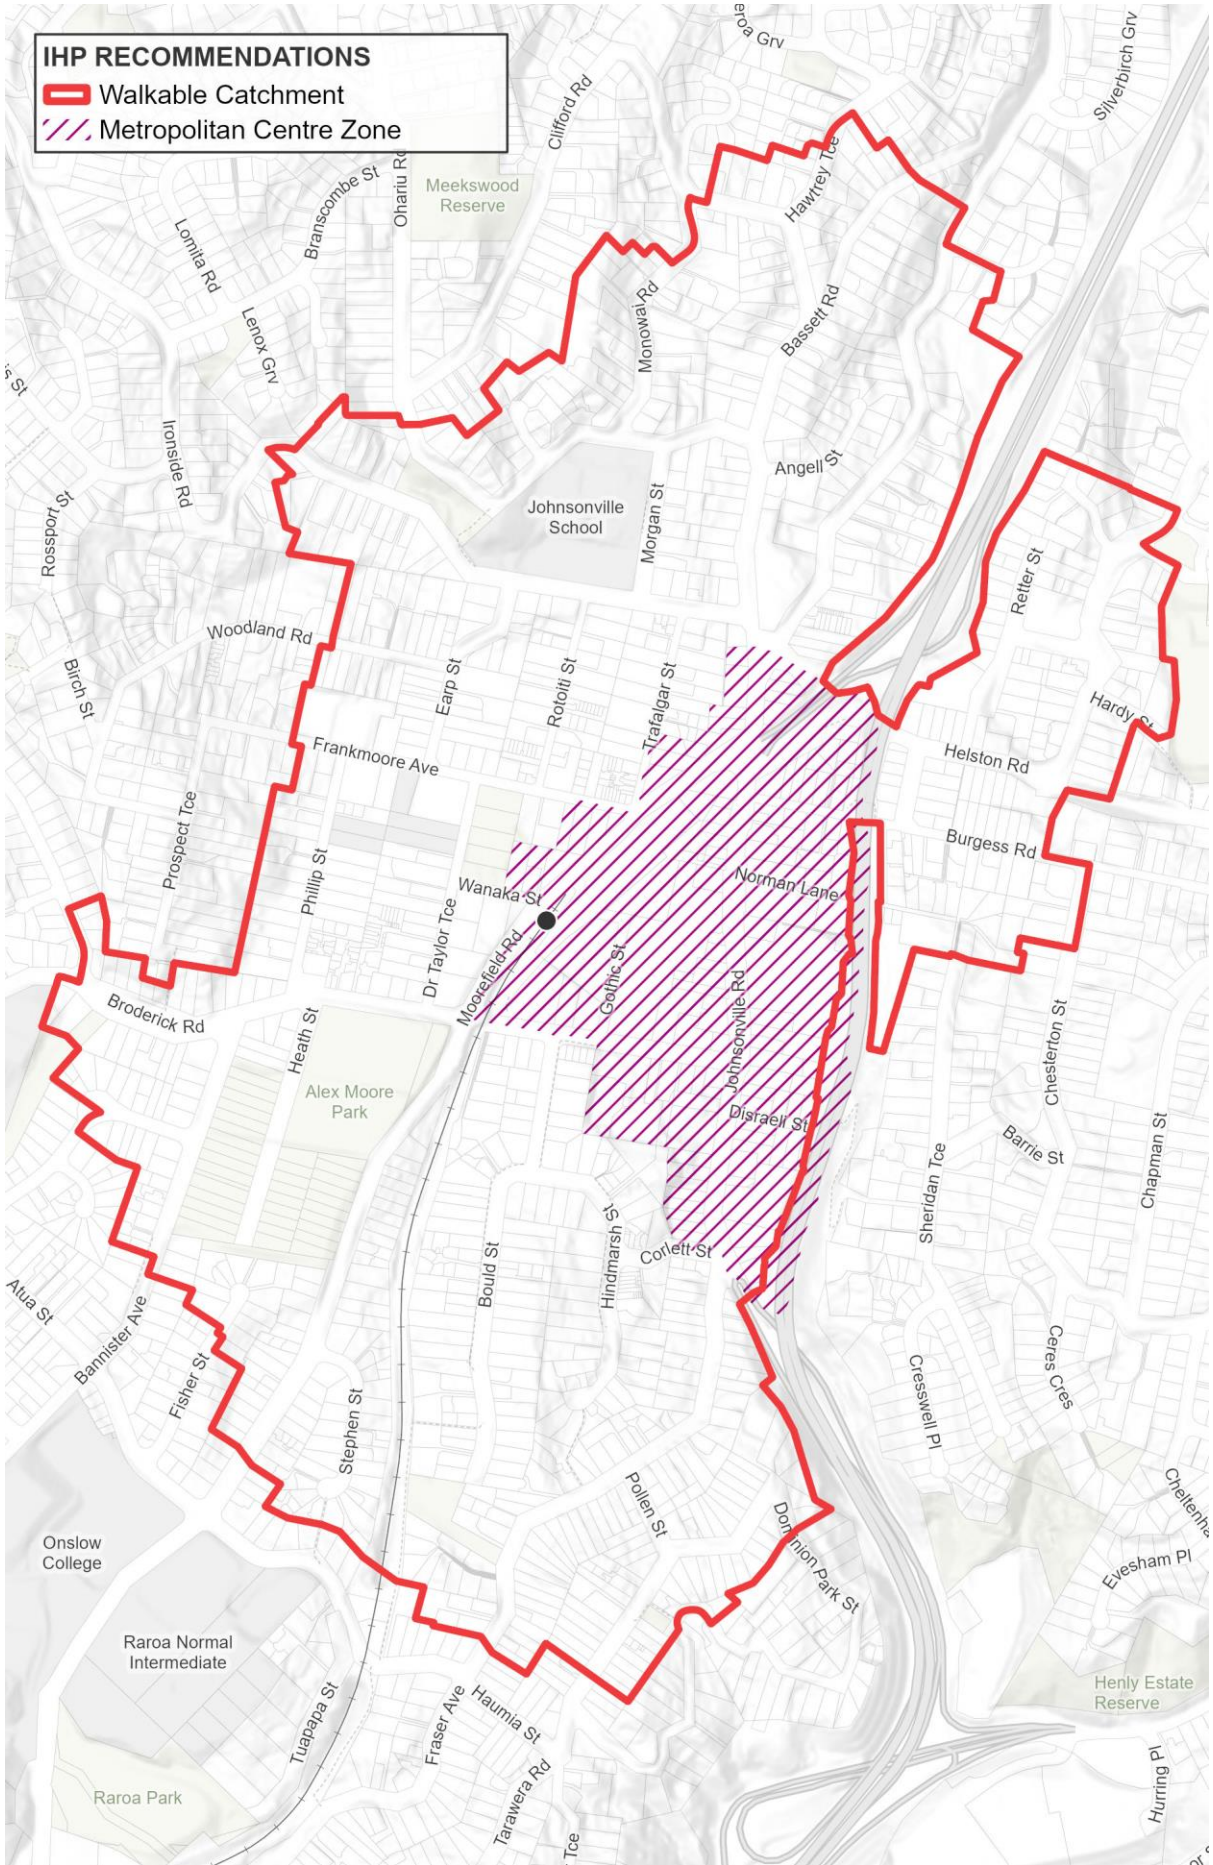 IHP RECOMMENDATIONS
Walkable Catchment
Metropolitan Centre Zone
eroa Grv
Silverbirch Grv
Clifford Rd
Branscombe St
Ohariu Rd
Meekswood
Reserve
Hawtrey Tce
Lomita Rd
Lenox Grv
Monowai Rd
Bassett Rd
Ironside Rd
Angell St
Rossport St
Johnsonville
School
Morgan St
Retter St
Woodland Rd
Birch St
Earp St
Rotoiti St
Trafalgar St
Hardy St
Frankmoore Ave
Helston Rd
Prospect Tce
Phillip St
Burgess Rd
Wanaka St
Norman Lane
Dr Taylor Tce
Moorefield Rd
Gothic St
Johnsonville Rd
Broderick Rd
Heath St
Alex Moore
Park
Chesterton St
Disraeli St
Barrie St
Sheridan Tce
Chapman St
Bould St
Hindmarsh St
Corlett St
Atua St
Bannister Ave
Fisher St
Ceres Cres
Cresswell Pl
Stephen St
Pollen St
Dominion Park St
Cheltenha
Evesham Pl
Onslow
College
Raroa Normal
Intermediate
Henly Estate
Reserve
Tuapapa St
Fraser Ave
Haumia St
Raroa Park
Tarawera Rd
Tce
Hurring Pl